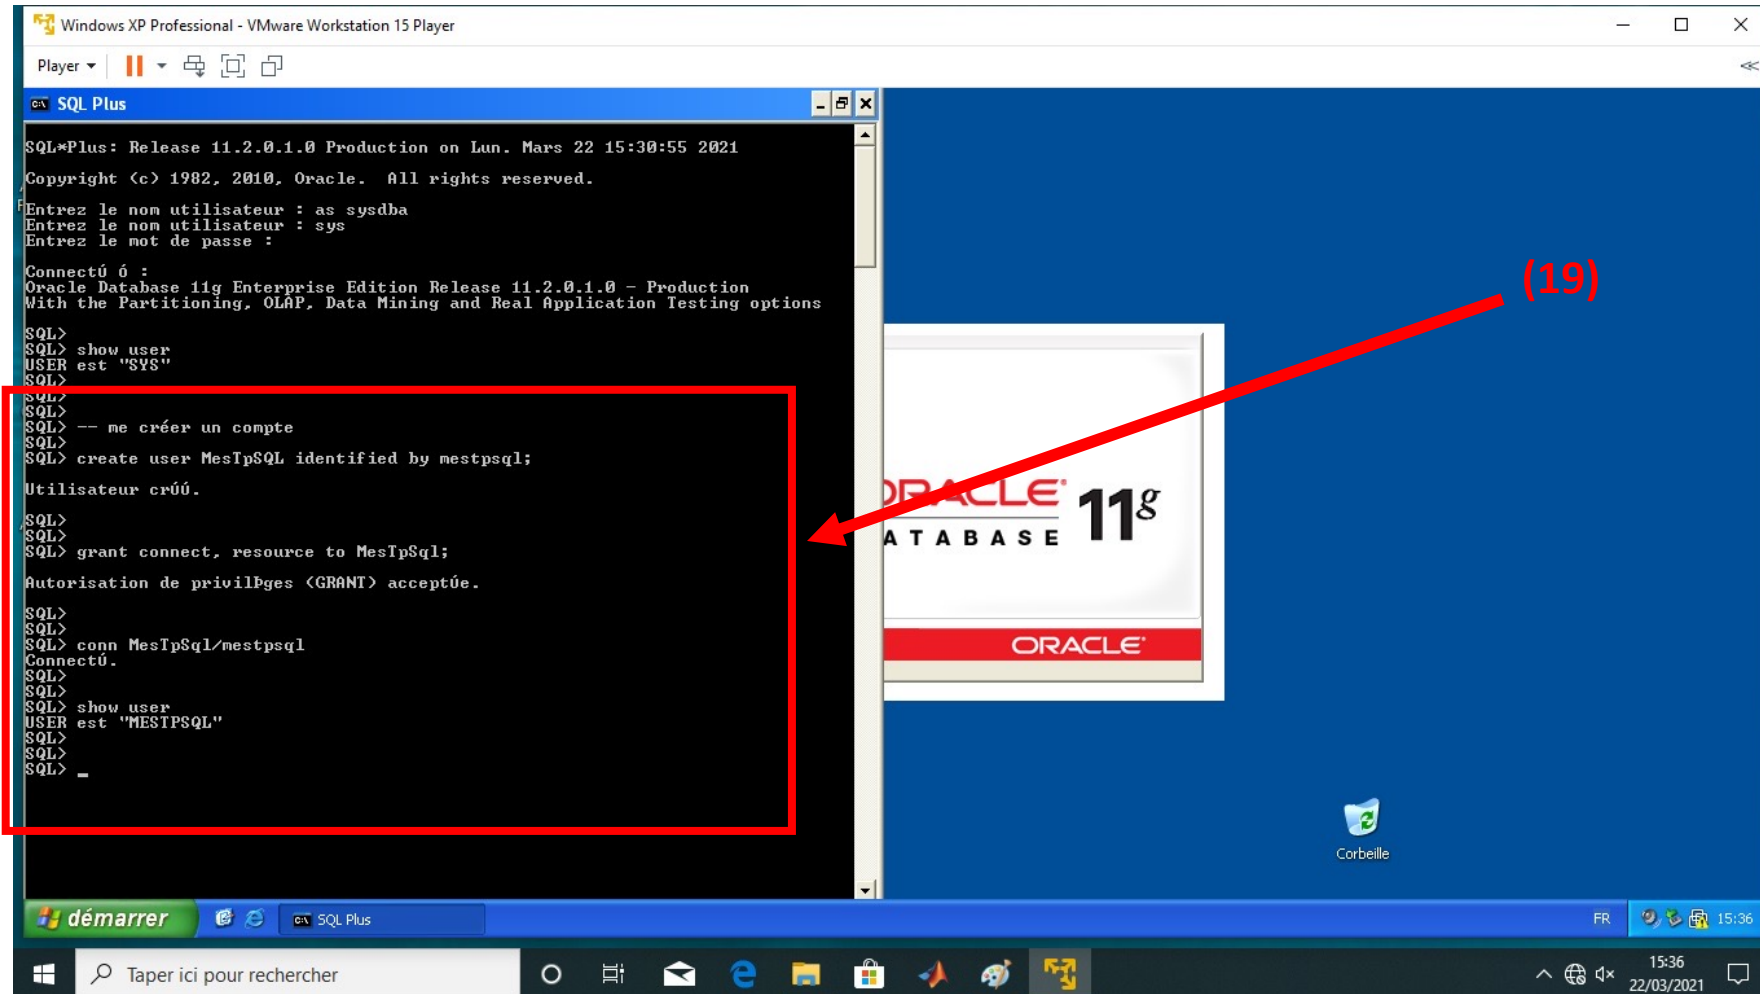 Windows XP Professional - VMware Workstation 15 Player
Player
SQL Plus
SQL*Plus: Release 11.2.0.1.0 Production on Lun. Mars 22 15:30:55 2021
Copyright (c) 1982, 2010, Oracle.  All rights reserved.
Entrez le nom utilisateur : as sysdba
Entrez le nom utilisateur : sys
Entrez le mot de passe :
Connectú ó :
Oracle Database 11g Enterprise Edition Release 11.2.0.1.0 - Production
With the Partitioning, OLAP, Data Mining and Real Application Testing options
SQL>
SQL> show user
USER est "SYS"
SQL>
SQL>
SQL>
SQL> -- me créer un compte
SQL>
SQL> create user MesTpSQL identified by mestpsql;
Utilisateur crúú.
SQL>
SQL>
SQL> grant connect, resource to MesTpSql;
Autorisation de privilÞges (GRANT) acceptúe.
SQL>
SQL>
SQL> conn MesTpSql/mestpsql
Connectú.
SQL>
SQL>
SQL> show user
USER est "MESTPSQL"
SQL>
SQL>
SQL> _
(19)
ORACLE 11g
DATABASE
ORACLE
Corbeille
démarrer
SQL Plus
FR
15:36
Taper ici pour rechercher
15:36
22/03/2021